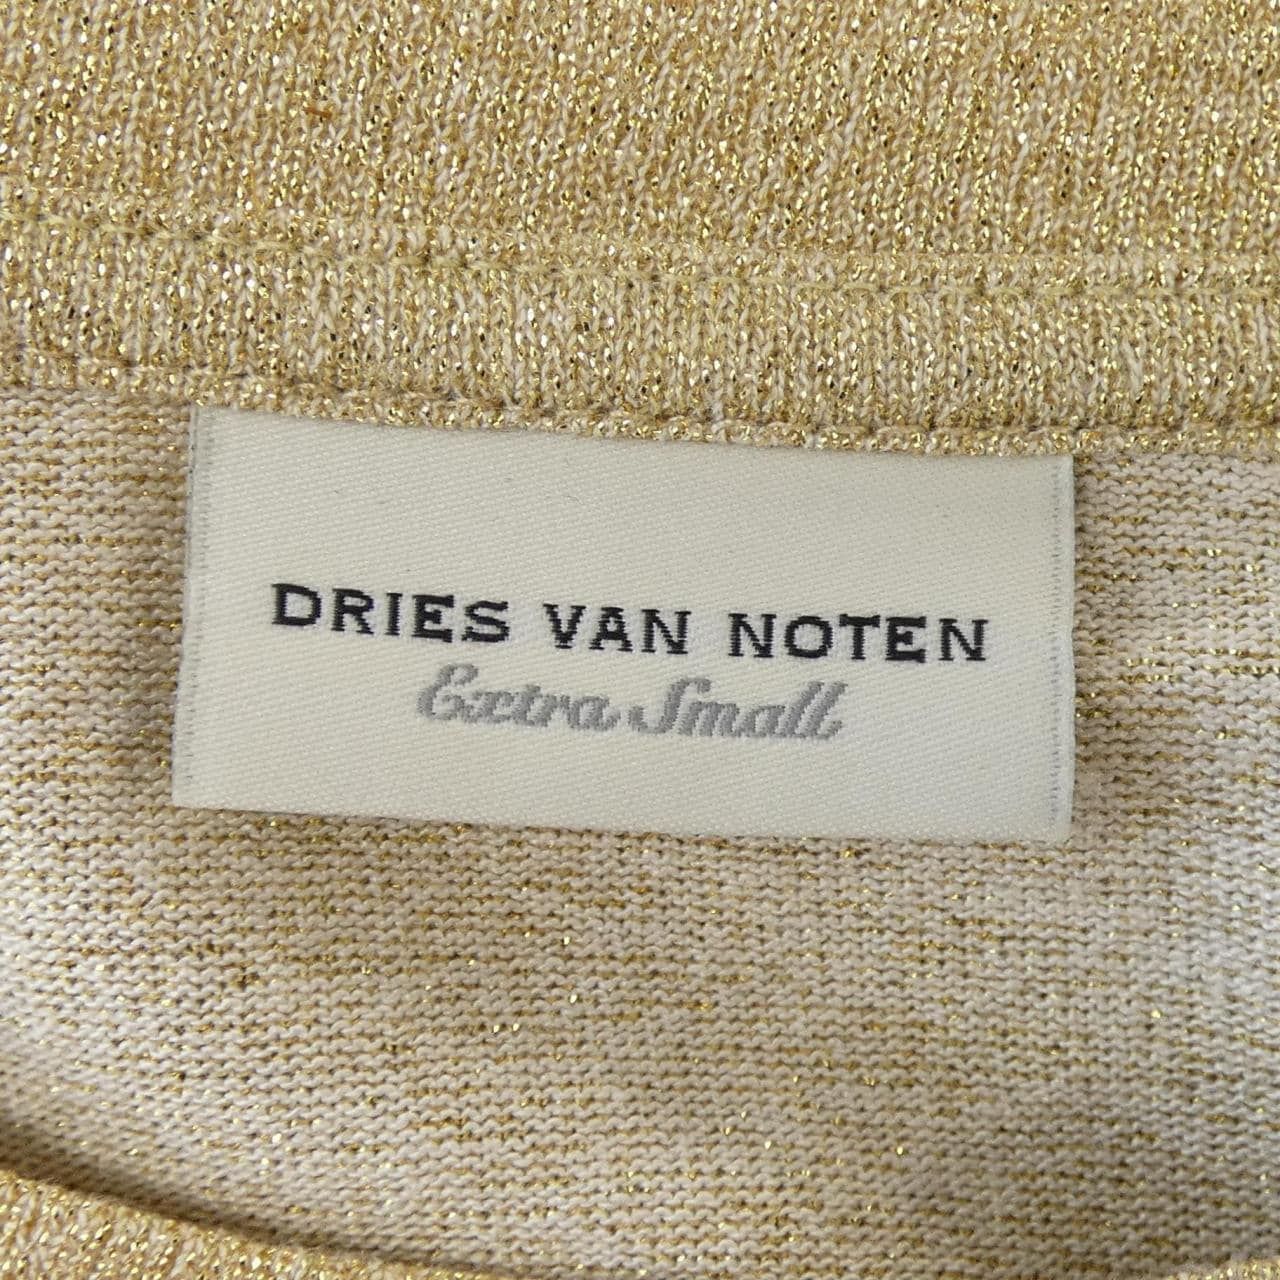 DRIES VAN NOTEN
Extra Small